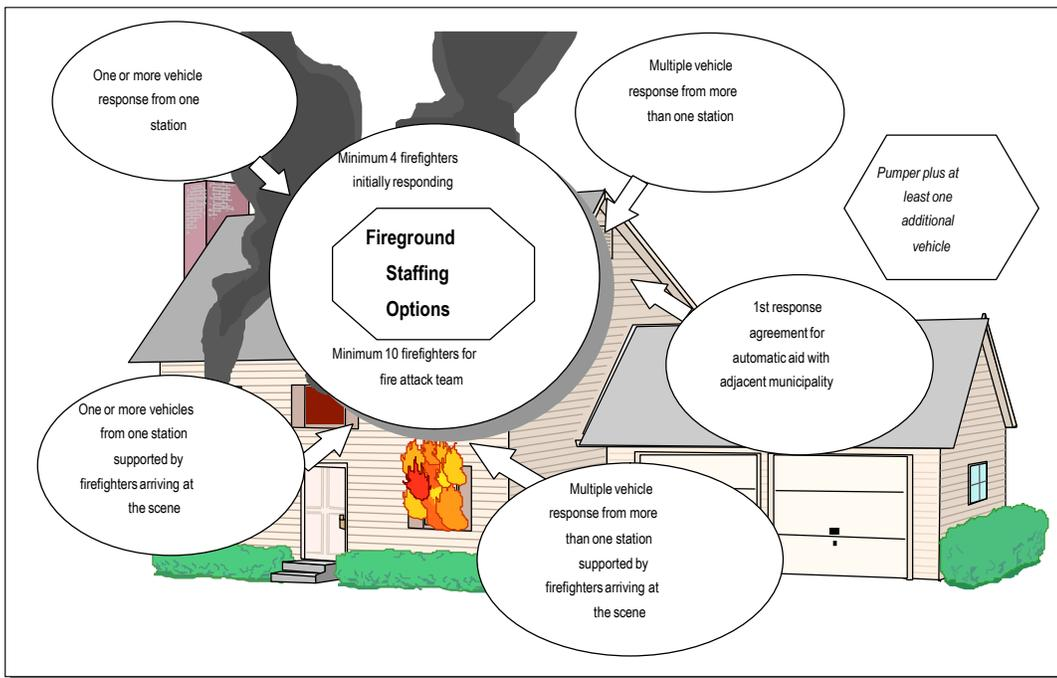 One or more vehicle
response from one
station
Multiple vehicle
response from more
than one station
Minimum 4 firefighters
initially responding
Pumper plus at
least one
additional
vehicle
Fireground
Staffing
Options
1st response
agreement for
automatic aid with
adjacent municipality
Minimum 10 firefighters for
fire attack team
One or more vehicles
from one station
supported by
firefighters arriving at
the scene
Multiple vehicle
response from more
than one station
supported by
firefighters arriving at
the scene